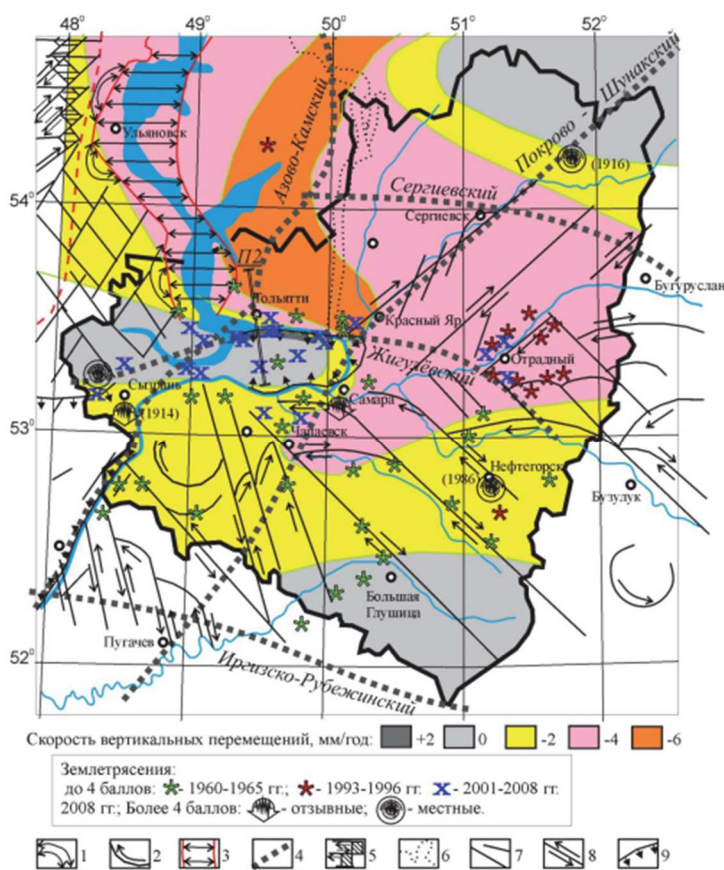 48° 49° 50° 51° 52°
Шунакский
Покрово -
Азово-Камский
Ульяновск
(1916)
54°
Сергиевский
Сергиевск
П2
Бугуруслан
Тольятти
Красный Яр
Жигулёвский
Отрадный
Сызрань
Самара
(1914)
53°
Чапаевск
Нефтегорск
(1986)
Бузулук
Большая
Глушица
Пугачев
52°
Иргизско-Рубежинский
Скорость вертикальных перемещений, мм/год: +2 0 -2 -4 -6
Землетрясения:
до 4 баллов: - 1960-1965 гг. - 1993-1996 гг. - 2001-2008 гг.
2008 гг.; Более 4 баллов: - отзывные; - местные.
1 2 3 4 5 6 7 8 9